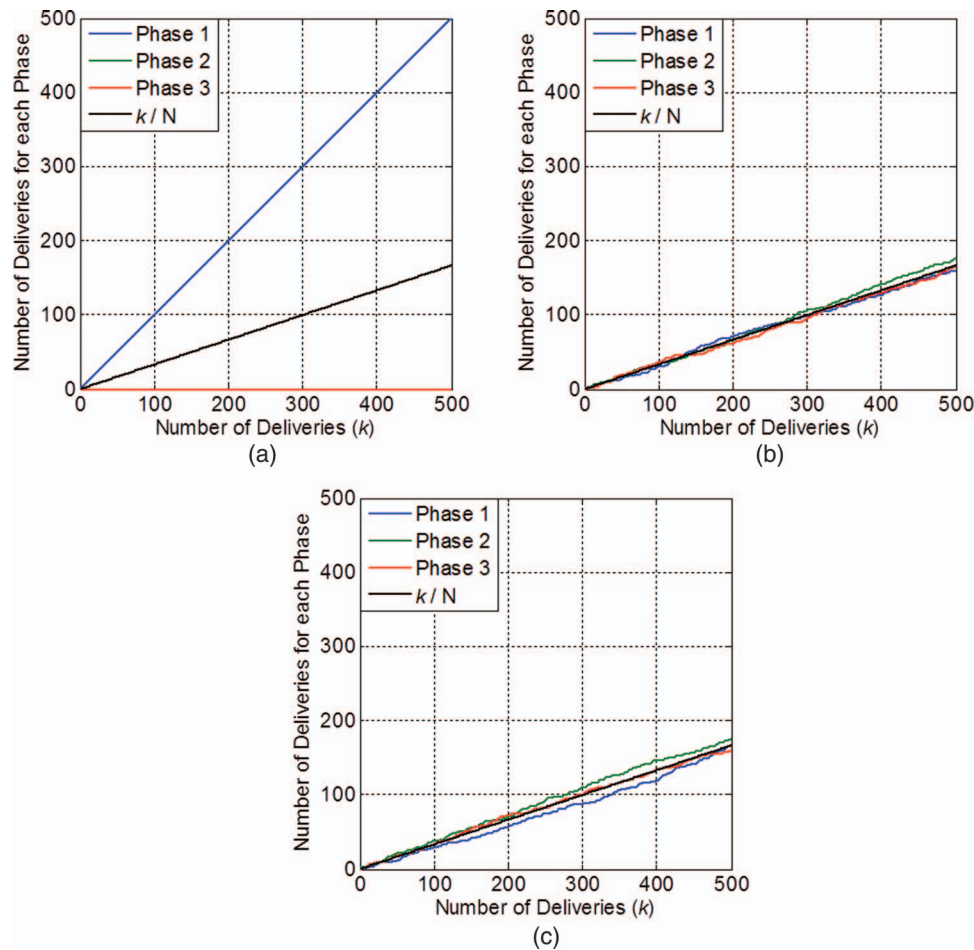 Number of Deliveries for each Phase
500
400
300
200
100
0
Phase 1
Phase 2
Phase 3
k / N
0 100 200 300 400 500
Number of Deliveries (k)
(a)
Number of Deliveries for each Phase
500
400
300
200
100
0
Phase 1
Phase 2
Phase 3
k / N
0 100 200 300 400 500
Number of Deliveries (k)
(b)
Number of Deliveries for each Phase
500
400
300
200
100
0
Phase 1
Phase 2
Phase 3
k / N
0 100 200 300 400 500
Number of Deliveries (k)
(c)